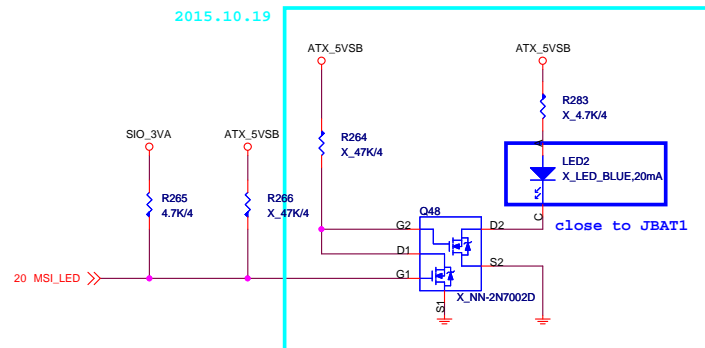 2015.10.19
ATX_5VSB
ATX_5VSB
R283
X_4.7K/4
SIO_3VA
ATX_5VSB
R264
X_47K/4
A
LED2
X_LED_BLUE,20mA
R265
4.7K/4
R266
X_47K/4
C
close to JBAT1
Q48
G2
D2
D1
S2
G1
20 MSI_LED
S1
X_NN-2N7002D